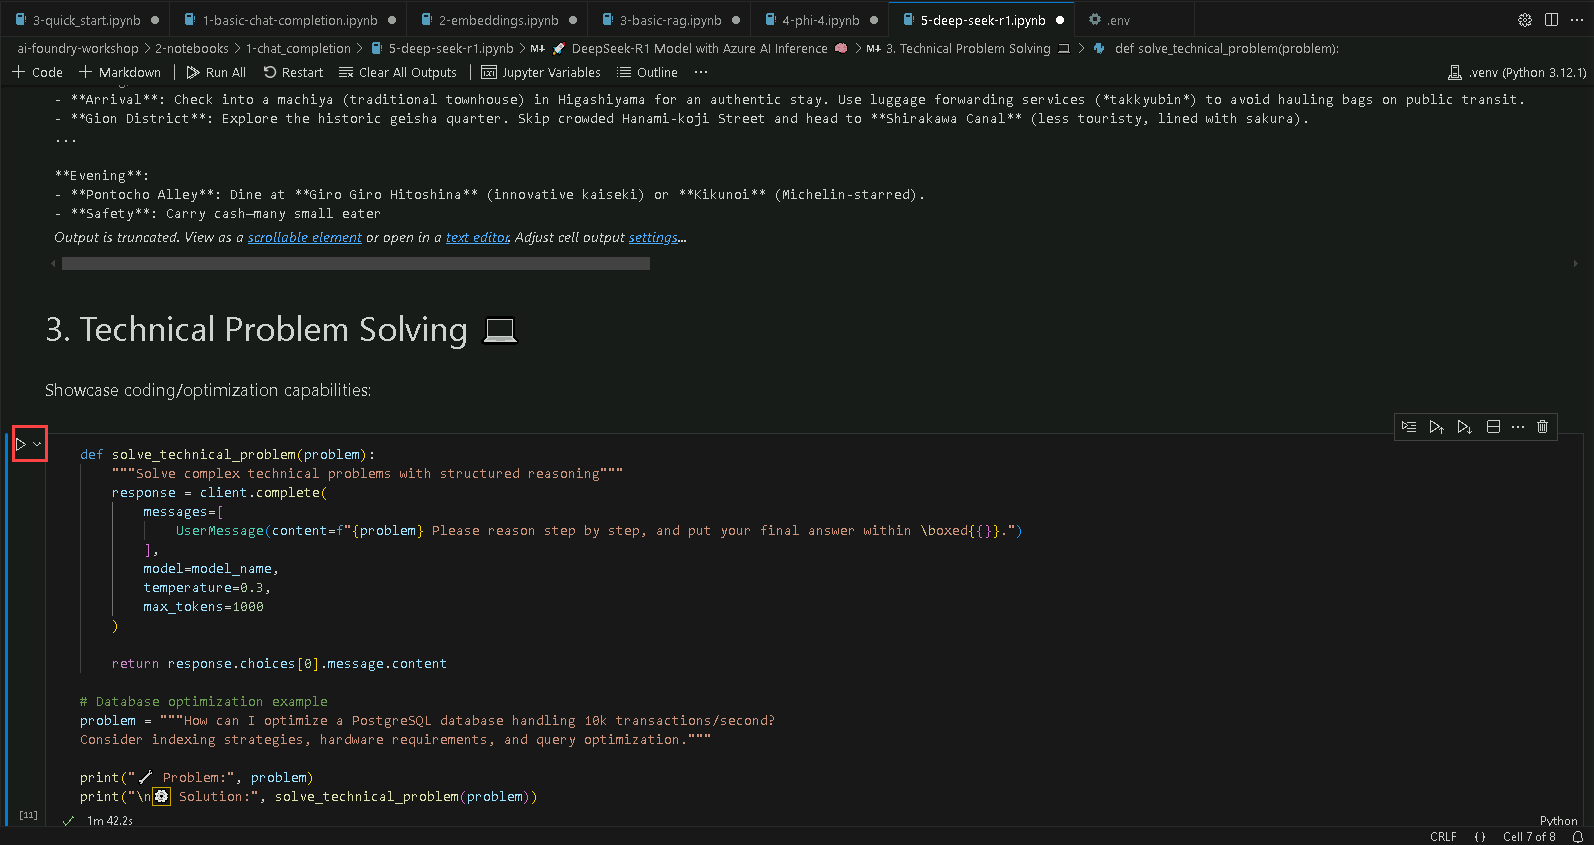 3-quick_start.ipynb
1-basic-chat-completion.ipynb
2-embeddings.ipynb
3-basic-rag.ipynb
4-phi-4.ipynb
5-deep-seek-r1.ipynb
.env
ai-foundry-workshop > 2-notebooks > 1-chat_completion > 5-deep-seek-r1.ipynb > M↓ 🚀 DeepSeek-R1 Model with Azure AI Inference 🧠 > M↓ 3. Technical Problem Solving 💻 > def solve_technical_problem(problem):
+ Code + Markdown | Run All Restart Clear All Outputs | Jupyter Variables Outline ···
.venv (Python 3.12.1)
- **Arrival**: Check into a machiya (traditional townhouse) in Higashiyama for an authentic stay. Use luggage forwarding services (*takkyubin*) to avoid hauling bags on public transit.
- **Gion District**: Explore the historic geisha quarter. Skip crowded Hanami-koji Street and head to **Shirakawa Canal** (less touristy, lined with sakura).
...
**Evening**:
- **Pontocho Alley**: Dine at **Giro Giro Hitoshina** (innovative kaiseki) or **Kikunoi** (Michelin-starred).
- **Safety**: Carry cash—many small eater
Output is truncated. View as a scrollable element or open in a text editor. Adjust cell output settings...
3. Technical Problem Solving 💻
Showcase coding/optimization capabilities:
def solve_technical_problem(problem):
"""Solve complex technical problems with structured reasoning"""
response = client.complete(
messages=[
UserMessage(content=f"{problem} Please reason step by step, and put your final answer within \boxed{{}}.")
],
model=model_name,
temperature=0.3,
max_tokens=1000
)
return response.choices[0].message.content
# Database optimization example
problem = """How can I optimize a PostgreSQL database handling 10k transactions/second?
Consider indexing strategies, hardware requirements, and query optimization."""
print("🔧 Problem:", problem)
print("\n⚙️ Solution:", solve_technical_problem(problem))
[11]
✓ 1m 42.2s
Python
CRLF {} Cell 7 of 8